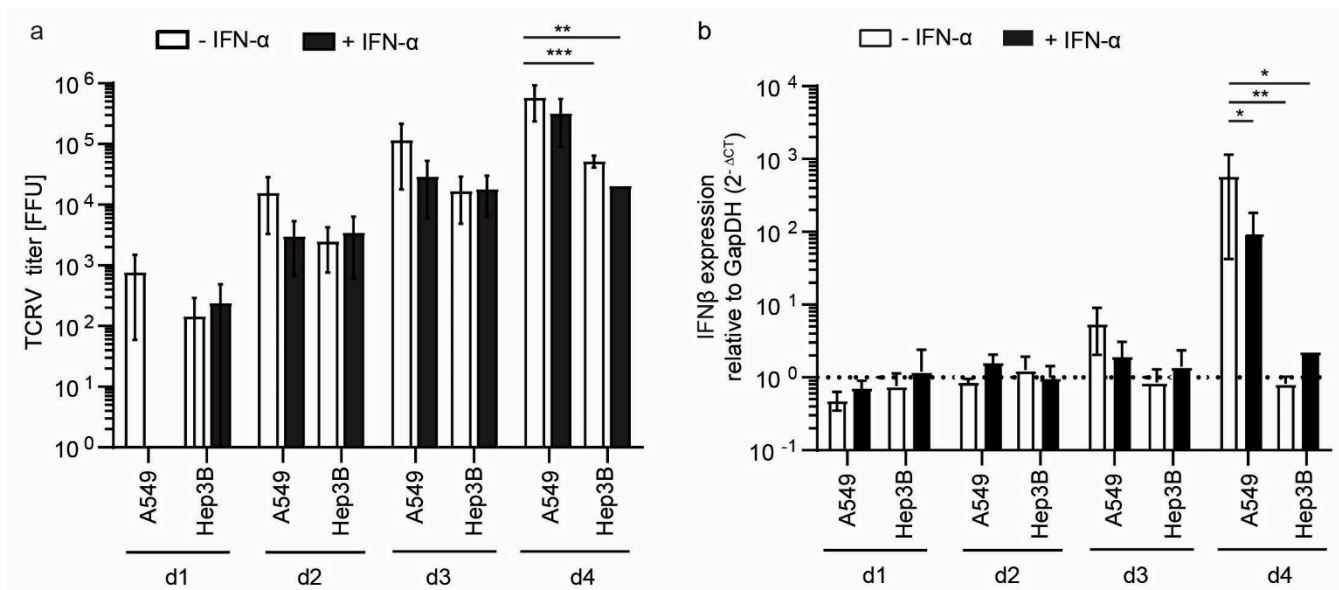 a
- IFN-α + IFN-α
** 
***
TCRV titer [FFU]
10^6
10^5
10^4
10^3
10^2
10^1
10^0
A549 Hep3B A549 Hep3B A549 Hep3B A549 Hep3B
d1 d2 d3 d4
b
- IFN-α + IFN-α
*
**
*
IFNβ expression
relative to GapDH (2^-ΔCT)
10^4
10^3
10^2
10^1
10^0
10^-1
A549 Hep3B A549 Hep3B A549 Hep3B A549 Hep3B
d1 d2 d3 d4